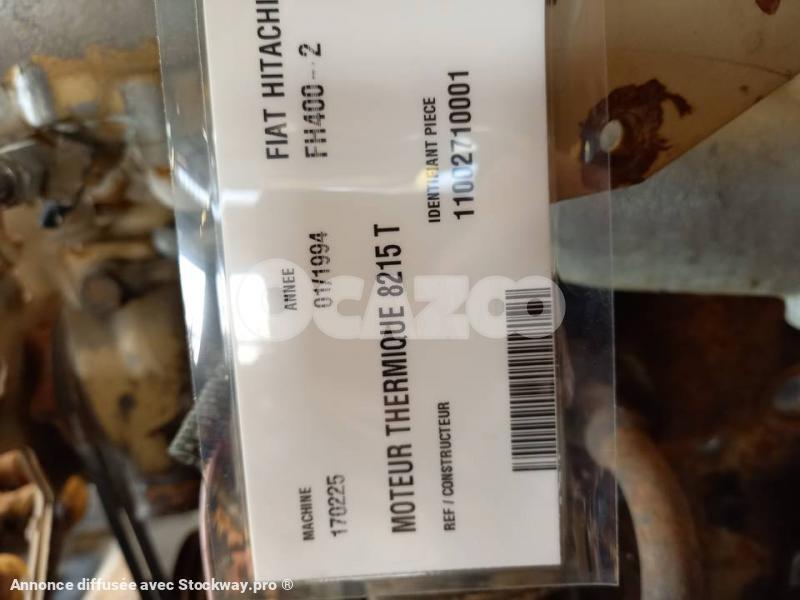 FIAT HITACHI
MACHINE
ANNEE
170225
01/1994
FH400-2
MOTEUR THERMIQUE 8215 T
REF / CONSTRUCTEUR
IDENTIFIANT PIECE
11002710001
OCAZOO
Annonce diffusée avec Stockway.pro ®